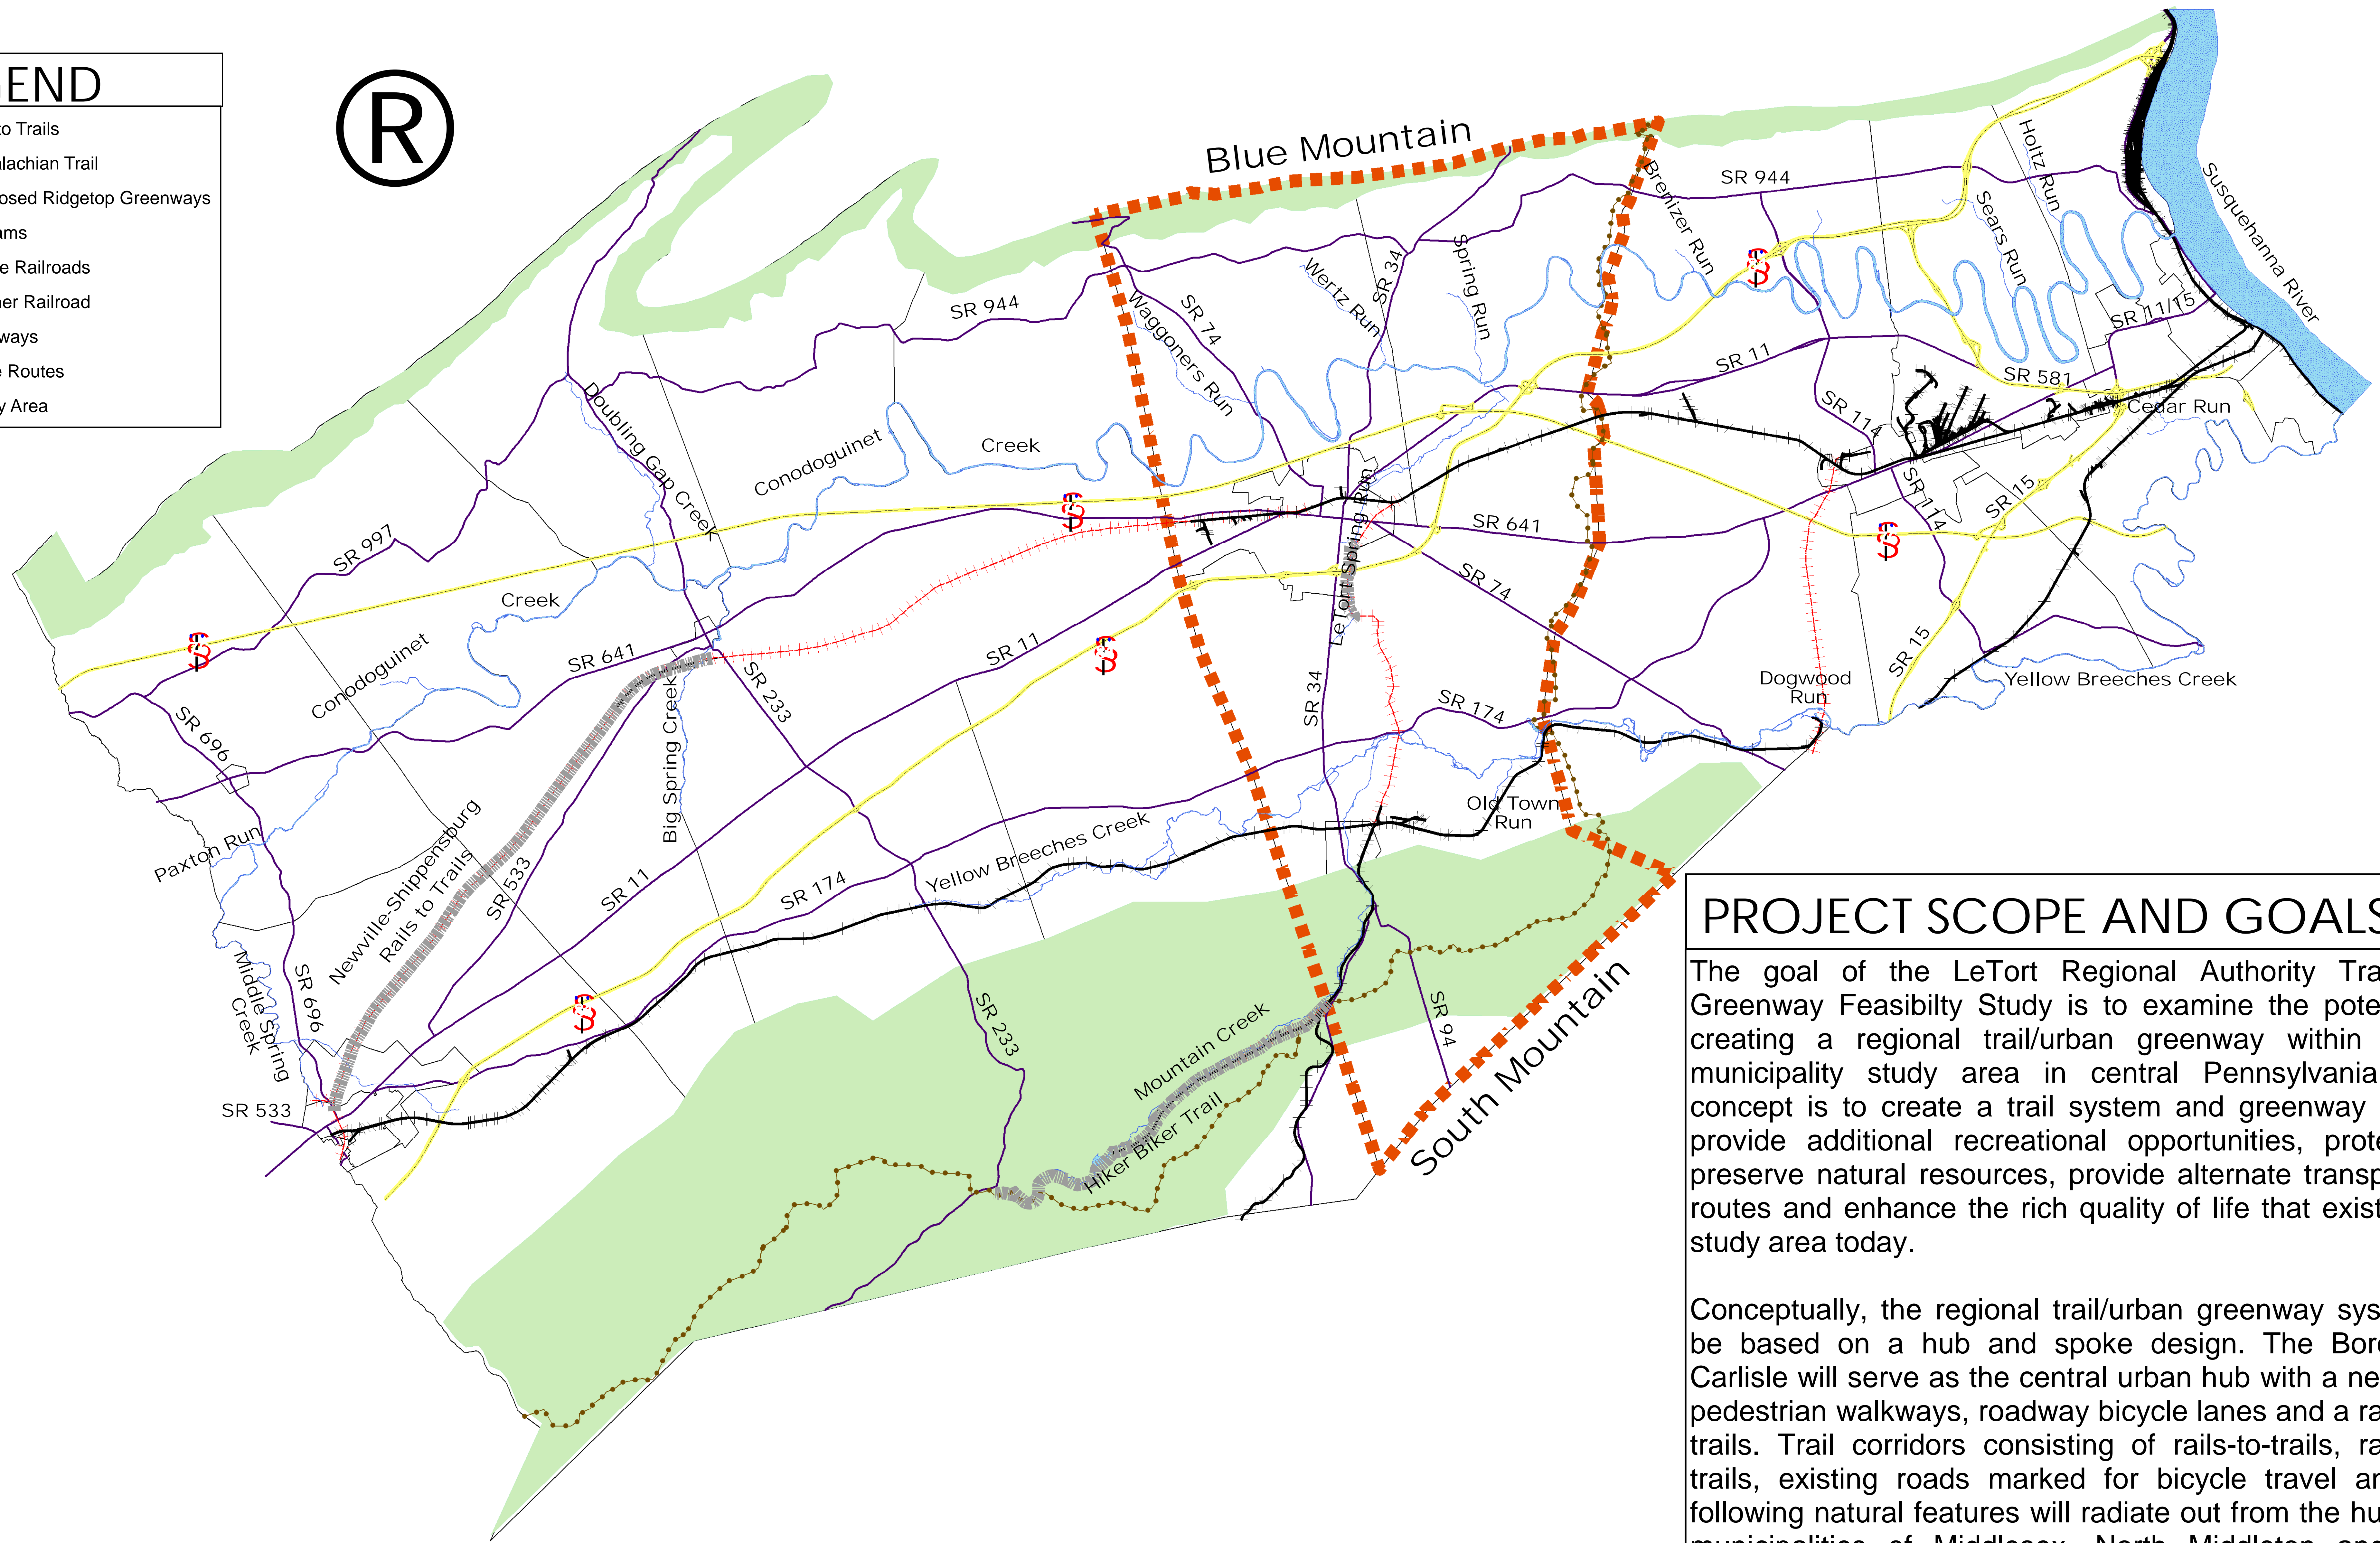 GEND
to Trails
alachian Trail
osed Ridgetop Greenways
ams
e Railroads
er Railroad
ways
e Routes
y Area
R
Blue Mountain
Holtz Run
Susquehanna River
SR 944
Brenizer Run
Sears Run
Spring Run
SR 34
Wertz Run
SR 74
Waggoners Run
SR 944
SR 11/15
SR 11
SR 581
Cedar Run
SR 114
Doubling Gap Creek
Conodoguinet
Creek
LeTort Spring Run
SR 641
SR 114
SR 15
SR 997
SR 74
Creek
Conodoguinet
SR 641
SR 11
SR 15
Yellow Breeches Creek
Dogwood
Run
SR 233
SR 34
SR 174
SR 696
Big Spring Creek
Old Town
Run
Paxton Run
Newville-Shippensburg
Rails to Trails
SR 533
SR 11
SR 174
Yellow Breeches Creek
Middle Spring
Creek
SR 696
SR 233
SR 94
South Mountain
Mountain Creek
Hiker Biker Trail
SR 533
PROJECT SCOPE AND GOALS
The goal of the LeTort Regional Authority Tra
Greenway Feasibilty Study is to examine the pote
creating a regional trail/urban greenway within
municipality study area in central Pennsylvania
concept is to create a trail system and greenway
provide additional recreational opportunities, prote
preserve natural resources, provide alternate transp
routes and enhance the rich quality of life that exist
study area today.
Conceptually, the regional trail/urban greenway sys
be based on a hub and spoke design. The Boro
Carlisle will serve as the central urban hub with a ne
pedestrian walkways, roadway bicycle lanes and a ra
trails. Trail corridors consisting of rails-to-trails, ra
trails, existing roads marked for bicycle travel an
following natural features will radiate out from the hu
municipalities of Middlesex, North Middleton an